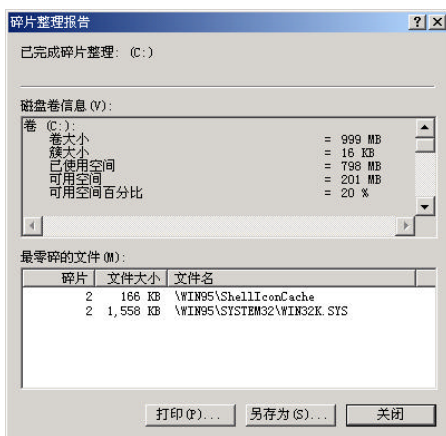 碎片整理报告
已完成碎片整理: (C:)
磁盘卷信息(V):
卷 (C:):
卷大小 = 999 MB
簇大小 = 16 KB
已使用空间 = 798 MB
可用空间 = 201 MB
可用空间百分比 = 20 %
最零碎的文件(M):
碎片 文件大小 文件名
2 166 KB \WIN95\ShellIconCache
2 1,558 KB \WIN95\SYSTEM32\WIN32K.SYS
打印(P)... 另存为(S)... 关闭